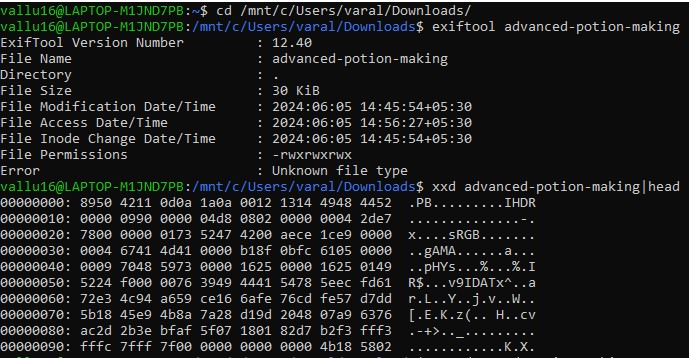 vallu16@LAPTOP-M1JND7PB:~$ cd /mnt/c/Users/varal/Downloads/
vallu16@LAPTOP-M1JND7PB:/mnt/c/Users/varal/Downloads$ exiftool advanced-potion-making
ExifTool Version Number         : 12.40
File Name                       : advanced-potion-making
Directory                       : .
File Size                       : 30 KiB
File Modification Date/Time     : 2024:06:05 14:45:54+05:30
File Access Date/Time           : 2024:06:05 14:56:27+05:30
File Inode Change Date/Time     : 2024:06:05 14:45:54+05:30
File Permissions                : -rwxrwxrwx
Error                           : Unknown file type
vallu16@LAPTOP-M1JND7PB:/mnt/c/Users/varal/Downloads$ xxd advanced-potion-making|head
00000000: 8950 4211 0d0a 1a0a 0012 1314 4948 4452  .PB.........IHDR
00000010: 0000 0990 0000 04d8 0802 0000 0004 2de7  ..............-.
00000020: 7800 0000 0173 5247 4200 aece 1ce9 0000  x....sRGB.......
00000030: 0004 6741 4d41 0000 b18f 0bfc 6105 0000  ..gAMA......a...
00000040: 0009 7048 5973 0000 1625 0000 1625 0149  ..pHYs...%...%.I
00000050: 5224 f000 0076 3949 4441 5478 5eec fd61  R$...v9IDATx^..a
00000060: 72e3 4c94 a659 ce16 6afe 76cd fe57 d7dd  r.L..Y..j.v..W..
00000070: 5b18 45e9 4b8a 7a28 d19d 2048 07a9 6376  [.E.K.z(.. H..cv
00000080: ac2d 2b3e bfaf 5f07 1801 82d7 b2f3 fff3  .-+>.._.........
00000090: fffc 7fff 7f00 0000 0000 0000 4b18 5802  ............K.X.